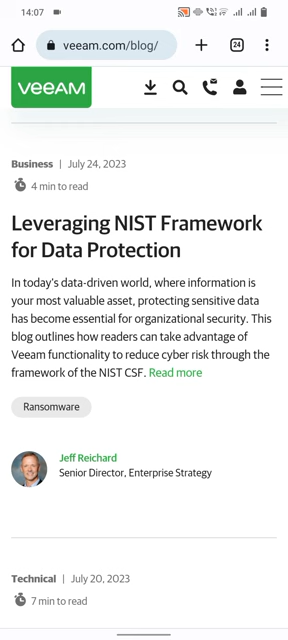 14:07
veeam.com/blog/
24
veeam
Business | July 24, 2023
4 min to read
Leveraging NIST Framework
for Data Protection
In today's data-driven world, where information is
your most valuable asset, protecting sensitive data
has become essential for organizational security. This
blog outlines how readers can take advantage of
Veeam functionality to reduce cyber risk through the
framework of the NIST CSF. Read more
Ransomware
Jeff Reichard
Senior Director, Enterprise Strategy
Technical | July 20, 2023
7 min to read